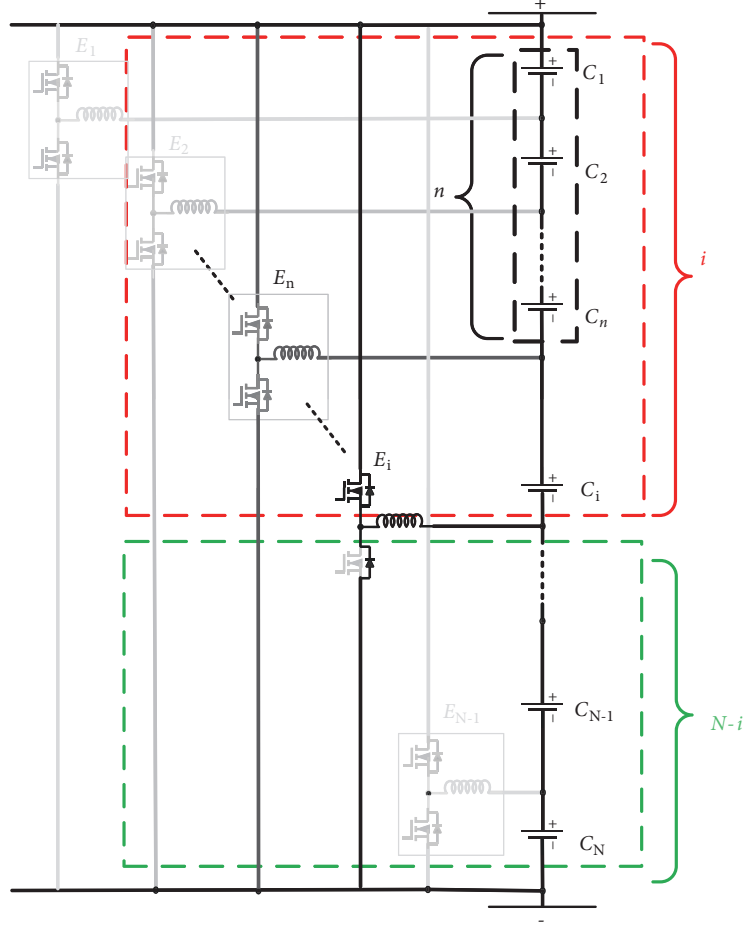 +
E1
+
C1
-
E2
+
C2
-
n
i
En
+
Cn
-
Ei
+
Ci
-
+
CN-1
-
EN-1
N-i
+
CN
-
-